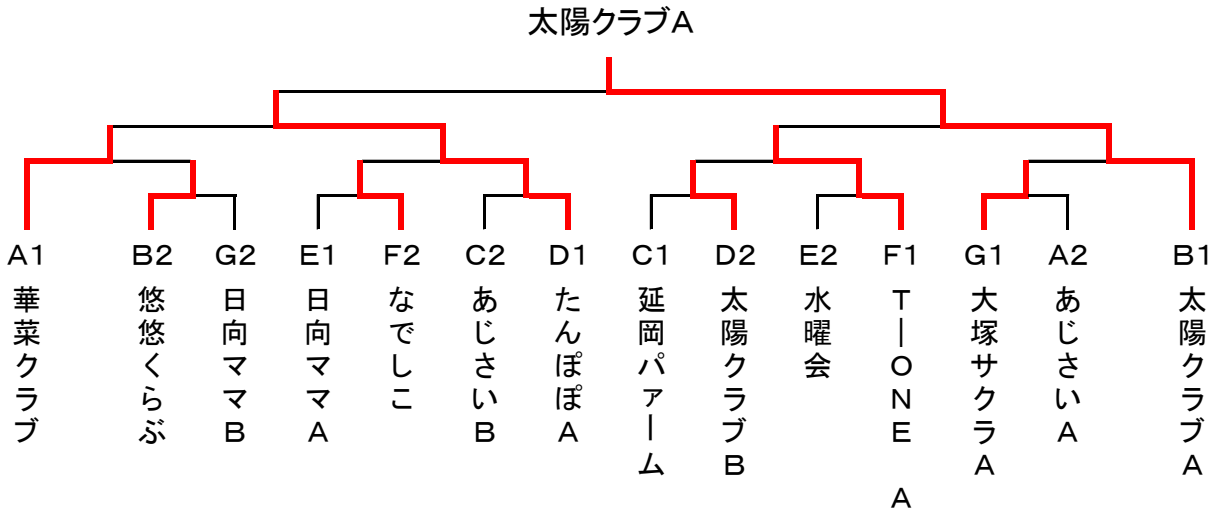 太陽クラブA
A1
B2
G2
E1
F2
C2
D1
C1
D2
E2
F1
G1
A2
B1
華菜クラブ
悠悠くらぶ
日向ママB
日向ママA
なでしこ
あじさいB
たんぽぽA
延岡パァーム
太陽クラブB
水曜会
T－ONE A
大塚サクラA
あじさいA
太陽クラブA